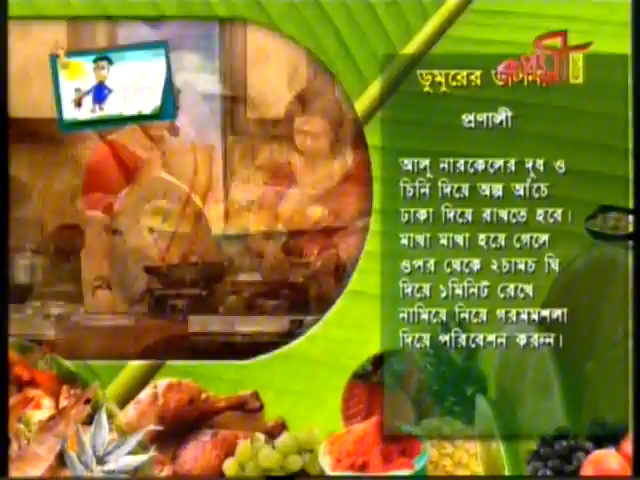 ডুমুরের
প্রণালী
আলু নারকেলের দুধ ও
চিনি দিয়ে অল্প আঁচে
ঢাকা দিয়ে রাখতে হবে।
মাখা মাখা হয়ে গেলে
ওপর থেকে ২চামচ ঘি
দিয়ে ১মিনিট রেখে
নামিয়ে নিয়ে গরমমশলা
দিয়ে পরিবেশন করুন।